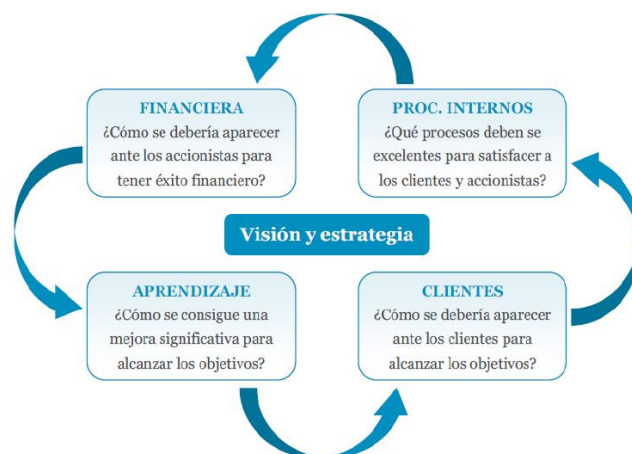 FINANCIERA
¿Cómo se debería aparecer
ante los accionistas para
tener éxito financiero?
PROC. INTERNOS
¿Qué procesos deben se
excelentes para satisfacer a
los clientes y accionistas?
Visión y estrategia
APRENDIZAJE
¿Cómo se consigue una
mejora significativa para
alcanzar los objetivos?
CLIENTES
¿Cómo se debería aparecer
ante los clientes para
alcanzar los objetivos?